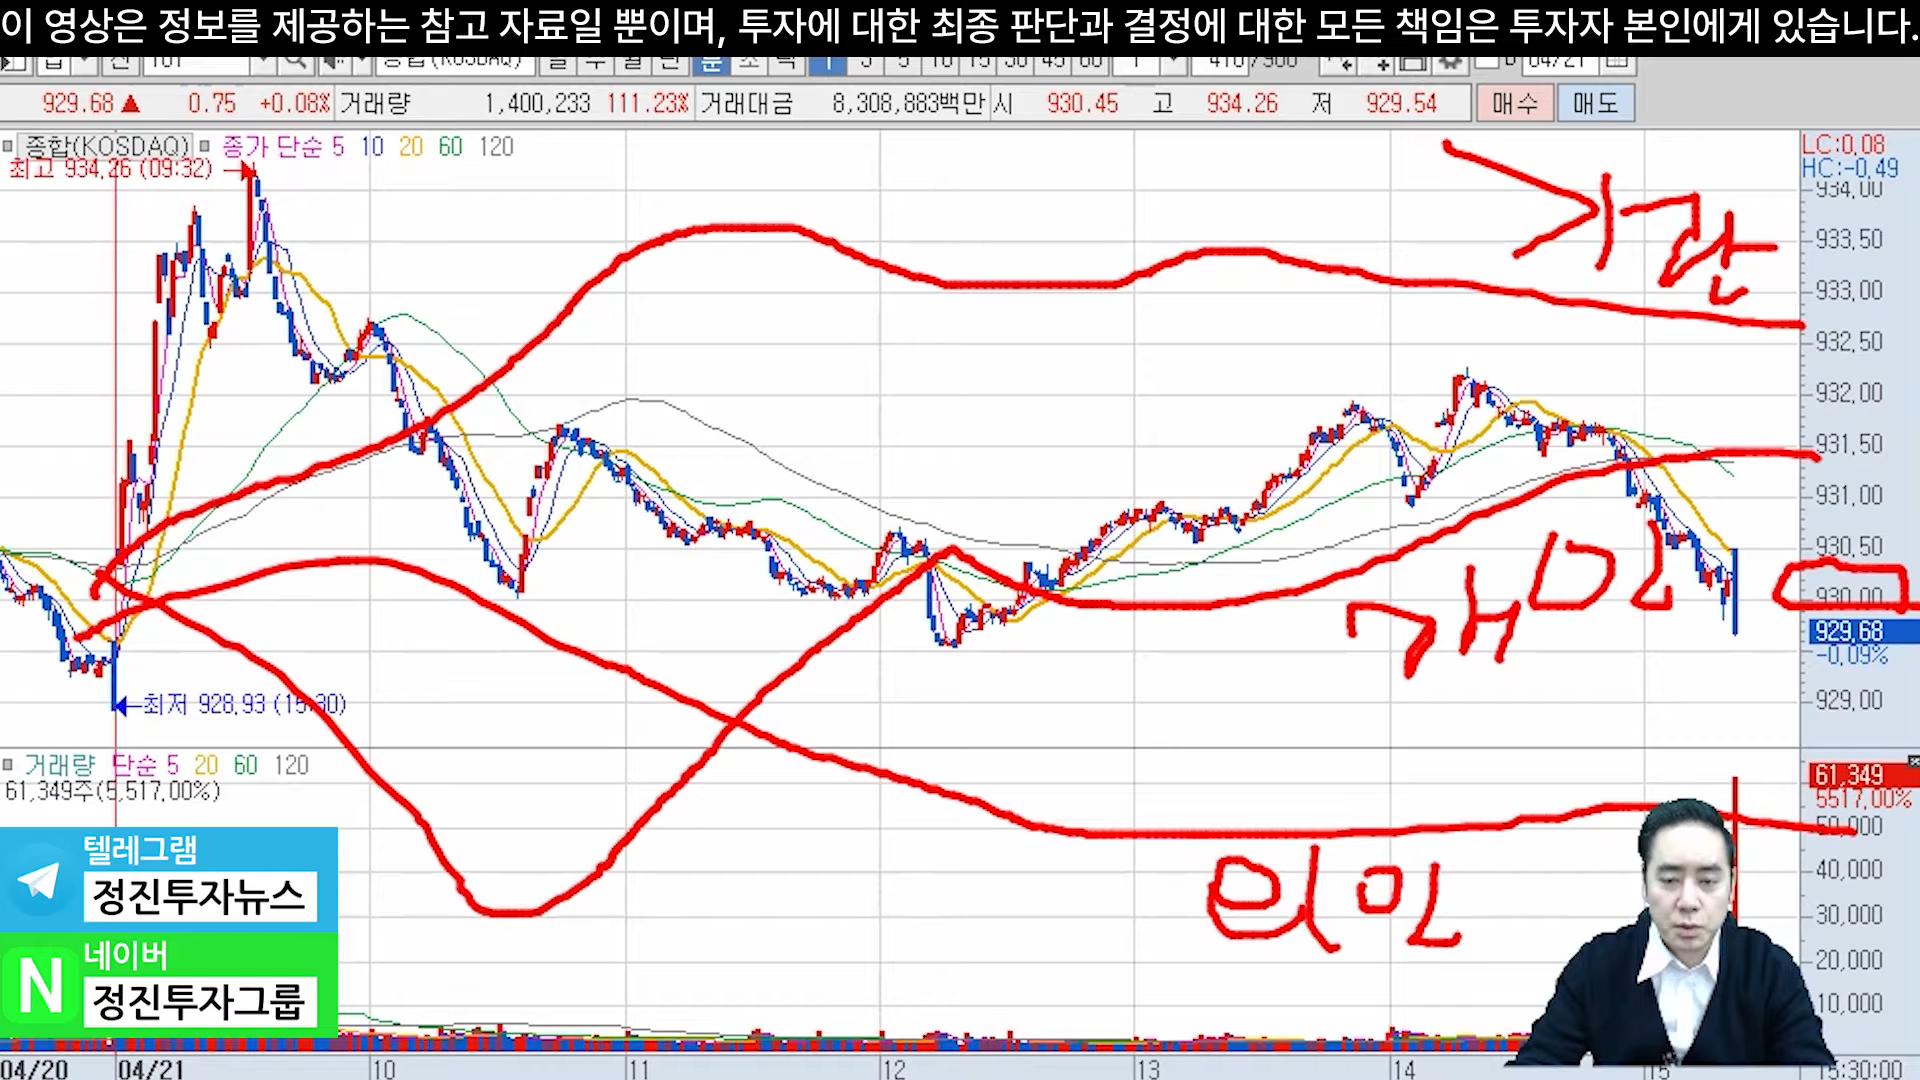 이 영상은 정보를 제공하는 참고 자료일 뿐이며, 투자에 대한 최종 판단과 결정에 대한 모든 책임은 투자자 본인에게 있습니다.
929.68 ▲ 0.75 +0.08% 거래량 1,400,233 111.23% 거래대금 8,308,883백만 시 930.45 고 934.26 저 929.54 매수 매도
종합(KOSDAQ) 종가 단순 5 10 20 60 120
최고 934,26 (09:32)
LC:0,08
HC:-0,49
934,00
933,50
933,00
932,50
932,00
931,50
931,00
930,50
930,00
929,68
-0,09%
929,00
기관
개인
외인
최저 928,93 (15:30)
거래량 단순 5 20 60 120
61,349주(5,517,00%)
61,349
5517,00%
50,000
40,000
30,000
20,000
10,000
텔레그램
정진투자뉴스
네이버
N 정진투자그룹
04/20 04/21 10 11 12 13 14 15 15:30:00